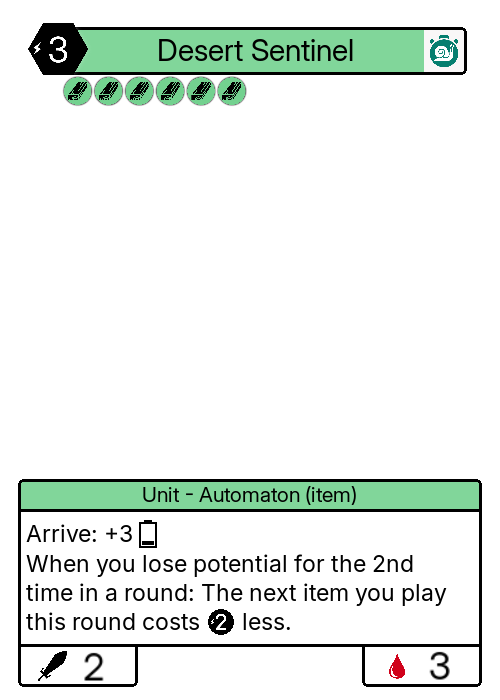 3
Desert Sentinel
Unit - Automaton (item)
Arrive: +3
When you lose potential for the 2nd
time in a round: The next item you play
this round costs 2 less.
2
3